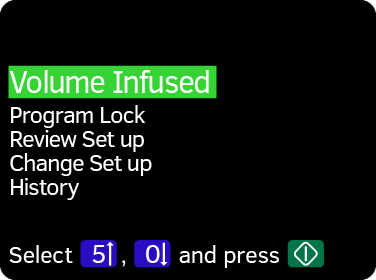 Volume Infused
Program Lock
Review Set up
Change Set up
History
Select 5↑, 0↓ and press